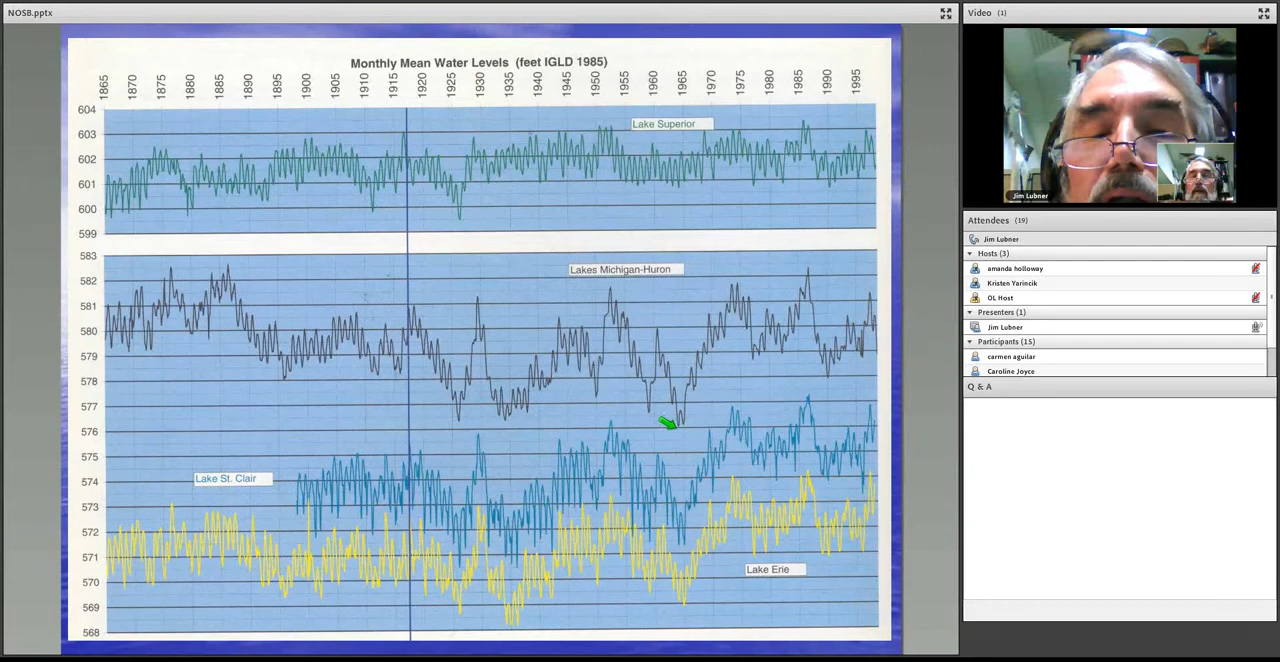 NOSB.pptx
Monthly Mean Water Levels (feet IGLD 1985)
1865 1870 1875 1880 1885 1890 1895 1900 1905 1910 1915 1920 1925 1930 1935 1940 1945 1950 1955 1960 1965 1970 1975 1980 1985 1990 1995
604
Lake Superior
603
602
601
600
599
583
Lakes Michigan-Huron
582
581
580
579
578
577
576
575
574
Lake St. Clair
573
572
571
570
Lake Erie
569
568
Video (1)
Jim Lubner
Attendees (19)
Jim Lubner
Hosts (3)
amanda holloway
Kristen Yarincik
OL Host
Presenters (1)
Jim Lubner
Participants (15)
carmen aguilar
Caroline Joyce
Q & A